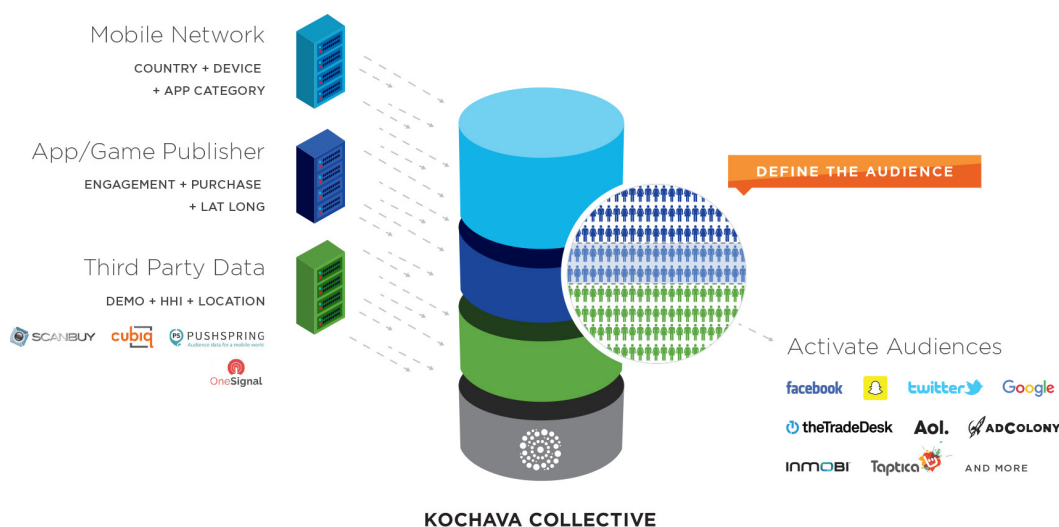 Mobile Network
COUNTRY + DEVICE
+ APP CATEGORY
App/Game Publisher
ENGAGEMENT + PURCHASE
+ LAT LONG
Third Party Data
DEMO + HHI + LOCATION
SCANBUY
cubiq
PS PUSHSPRING
Audience data for a mobile world
OneSignal
DEFINE THE AUDIENCE
Activate Audiences
facebook
twitter
Google
theTradeDesk
Aol.
ADCOLONY
INMOBI
Taptica
AND MORE
KOCHAVA COLLECTIVE